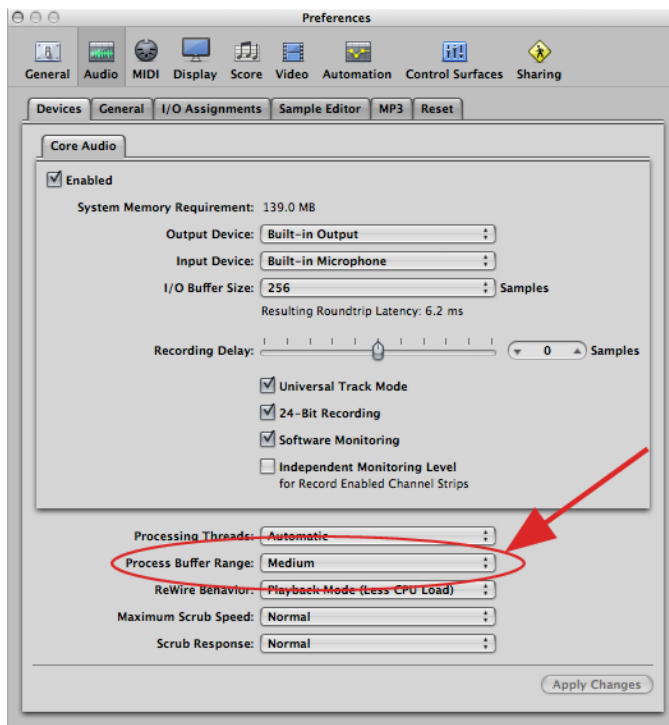 Preferences
General Audio MIDI Display Score Video Automation Control Surfaces Sharing
Devices General I/O Assignments Sample Editor MP3 Reset
Core Audio
Enabled
System Memory Requirement: 139.0 MB
Output Device: Built-in Output
Input Device: Built-in Microphone
I/O Buffer Size: 256 Samples
Resulting Roundtrip Latency: 6.2 ms
Recording Delay: 0 Samples
Universal Track Mode
24-Bit Recording
Software Monitoring
Independent Monitoring Level
for Record Enabled Channel Strips
Processing Threads: Automatic
Process Buffer Range: Medium
ReWire Behavior: Playback Mode (Less CPU Load)
Maximum Scrub Speed: Normal
Scrub Response: Normal
Apply Changes